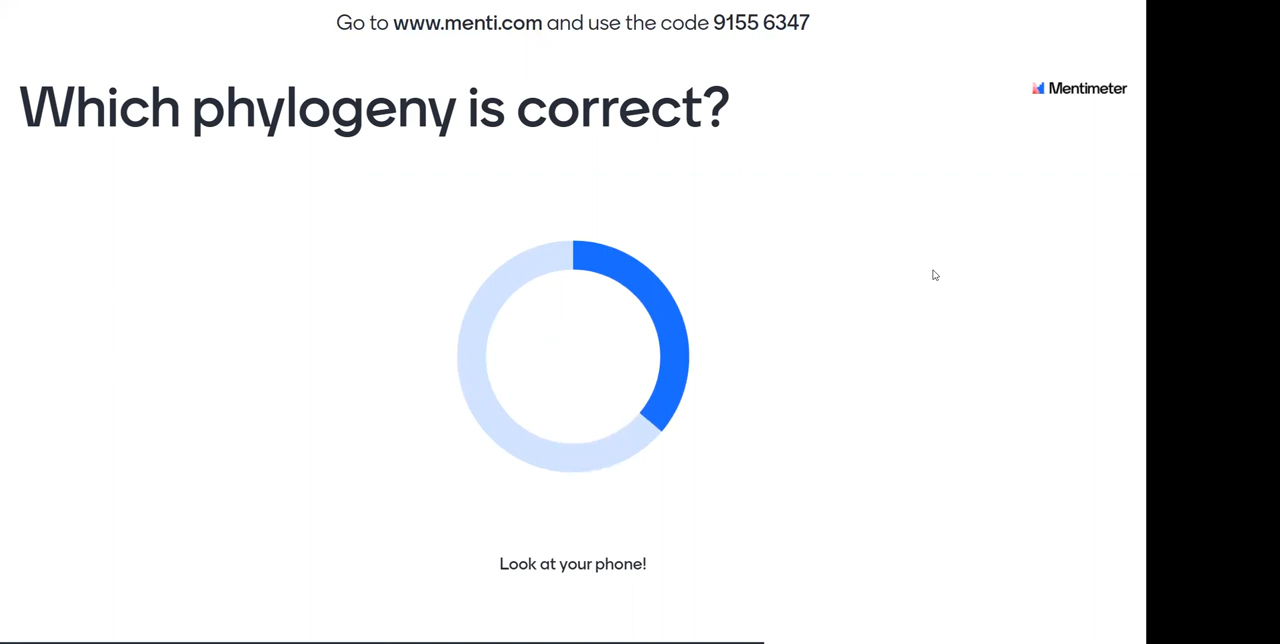 Go to www.menti.com and use the code 9155 6347
Which phylogeny is correct?
Mentimeter
Look at your phone!